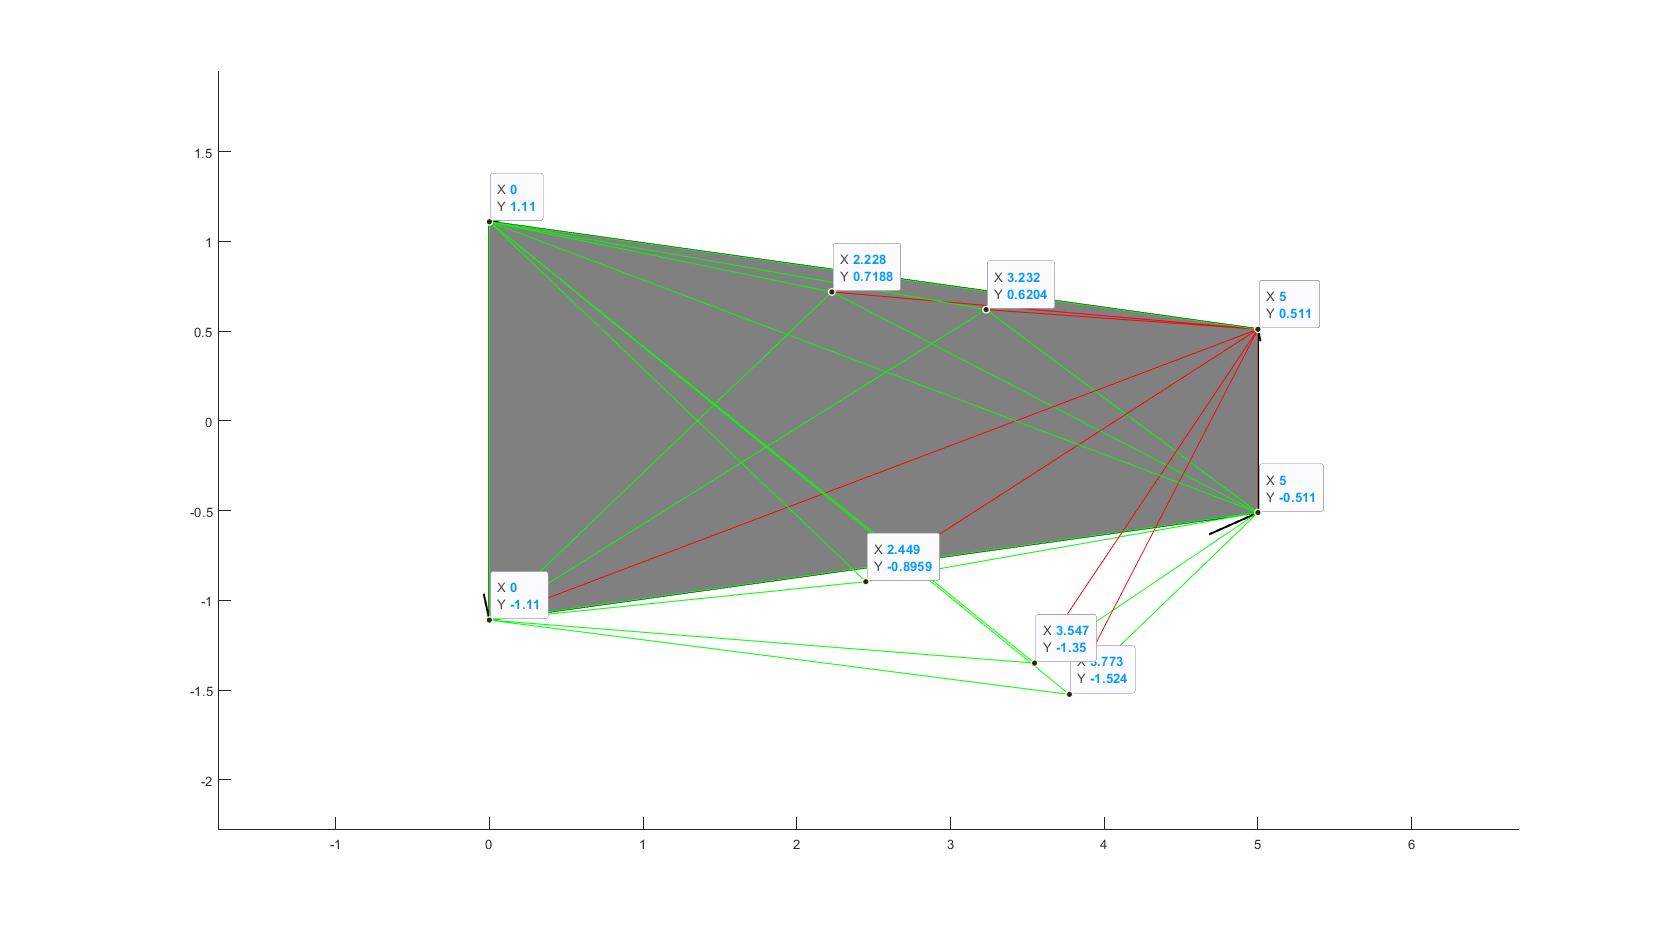 1.5
1
0.5
0
-0.5
-1
-1.5
-2
X 0
Y 1.11
X 2.228
Y 0.7188
X 3.232
Y 0.6204
X 5
Y 0.511
X 5
Y -0.511
X 2.449
Y -0.8959
X 0
Y -1.11
X 3.547
Y -1.35
X 3.773
Y -1.524
-1
0
1
2
3
4
5
6